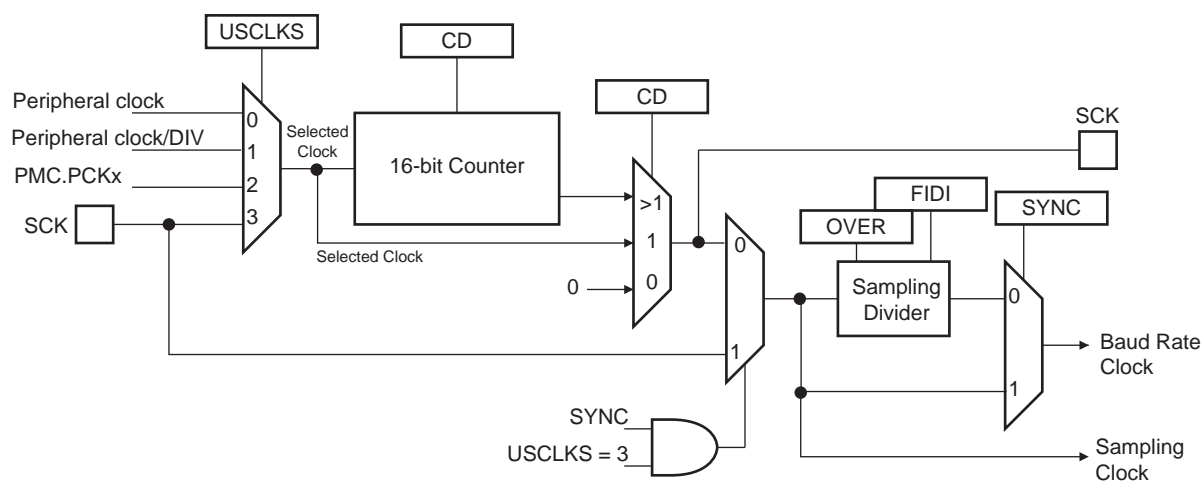 USCLKS
CD
Peripheral clock
Peripheral clock/DIV
PMC.PCKx
SCK
0
1
2
3
Selected
Clock
16-bit Counter
Selected Clock
CD
>1
1
0
0
SCK
0
1
SYNC
USCLKS = 3
OVER
FIDI
SYNC
Sampling
Divider
0
1
Baud Rate
Clock
Sampling
Clock